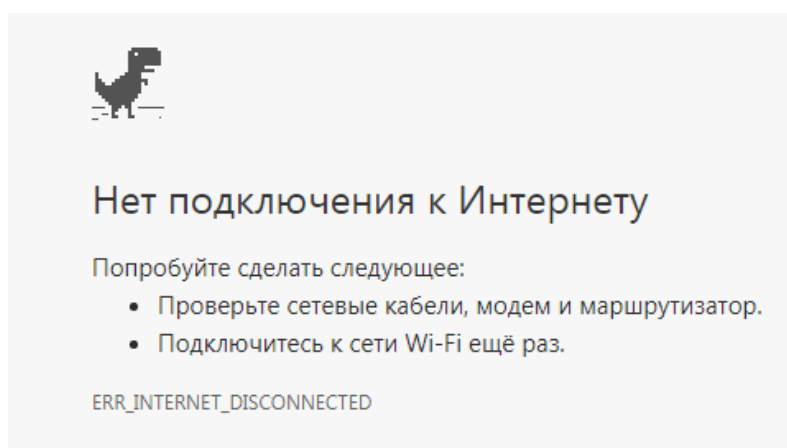 Нет подключения к Интернету
Попробуйте сделать следующее:
• Проверьте сетевые кабели, модем и маршрутизатор.
• Подключитесь к сети Wi-Fi ещё раз.
ERR_INTERNET_DISCONNECTED